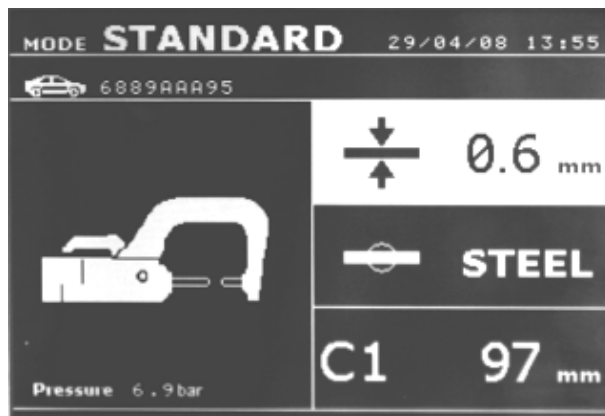 MODE STANDARD 29/04/08 13:55
6889AAA95
0.6 mm
STEEL
C1 97 mm
Pressure 6.9bar